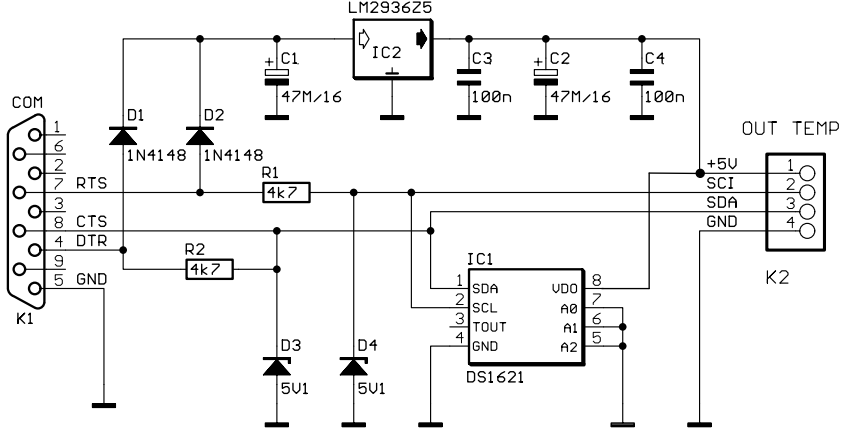 LM2936Z5
IC2
C1
47M/16
C3
100n
C2
47M/16
C4
100n
COM
D1
1N4148
D2
1N4148
OUT TEMP
1
6
2
7 RTS
3
8 CTS
4 DTR
9
5 GND
K1
R1
4k7
R2
4k7
+5V 1
SCI 2
SDA 3
GND 4
K2
IC1
1 SDA VDO 8
2 SCL A0 7
3 TOUT A1 6
4 GND A2 5
DS1621
D3
5V1
D4
5V1